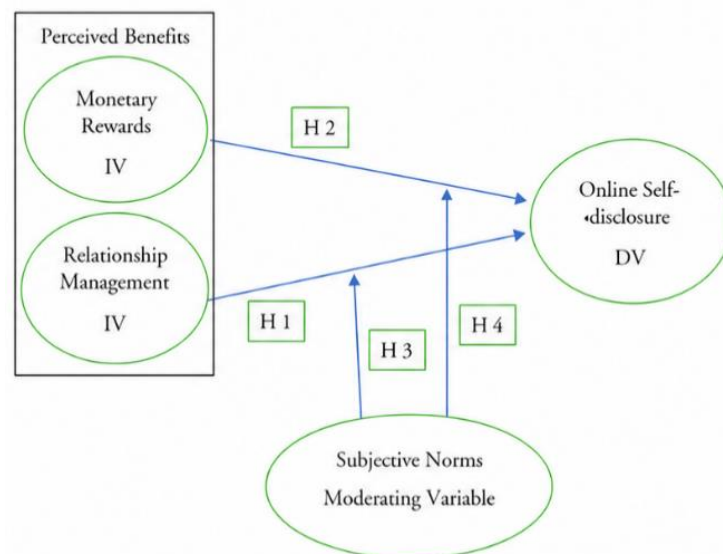 Perceived Benefits
Monetary
Rewards
IV
H 2
Online Self-
disclosure
DV
Relationship
Management
IV
H 1
H 3
H 4
Subjective Norms
Moderating Variable